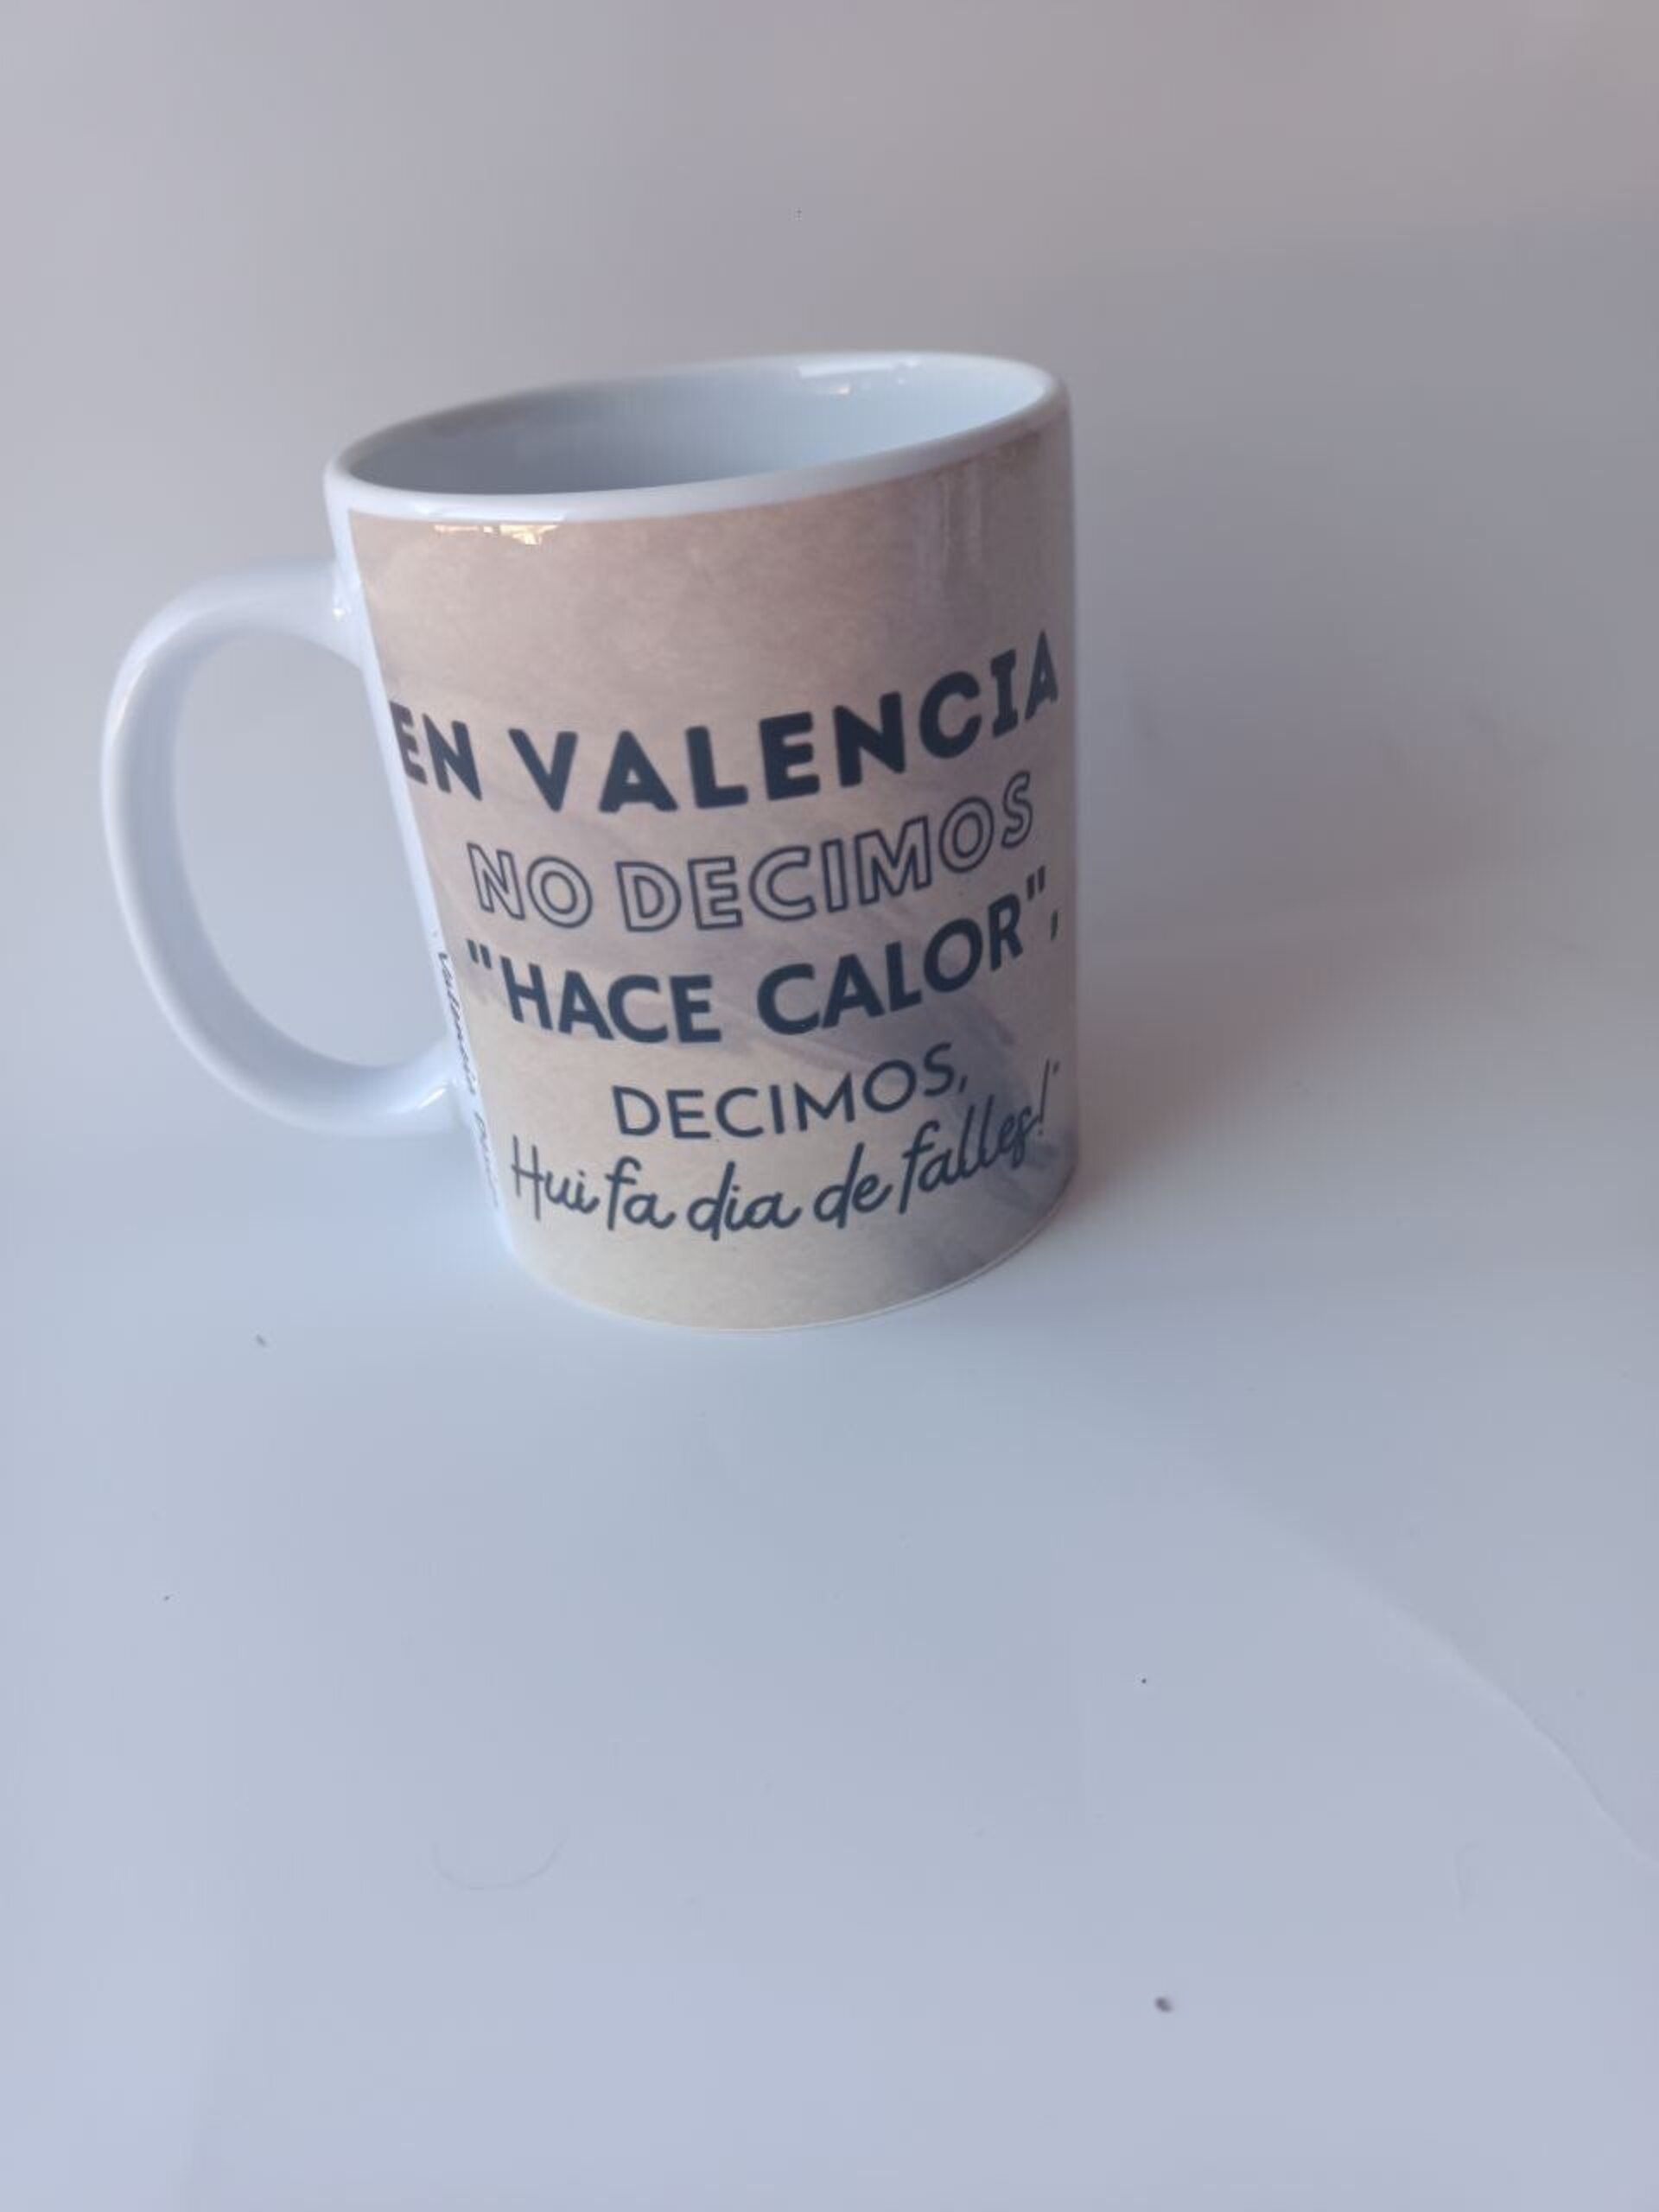 EN VALENCIA
NO DECIMOS
"HACE CALOR",
DECIMOS,
Hui fa dia de falles!